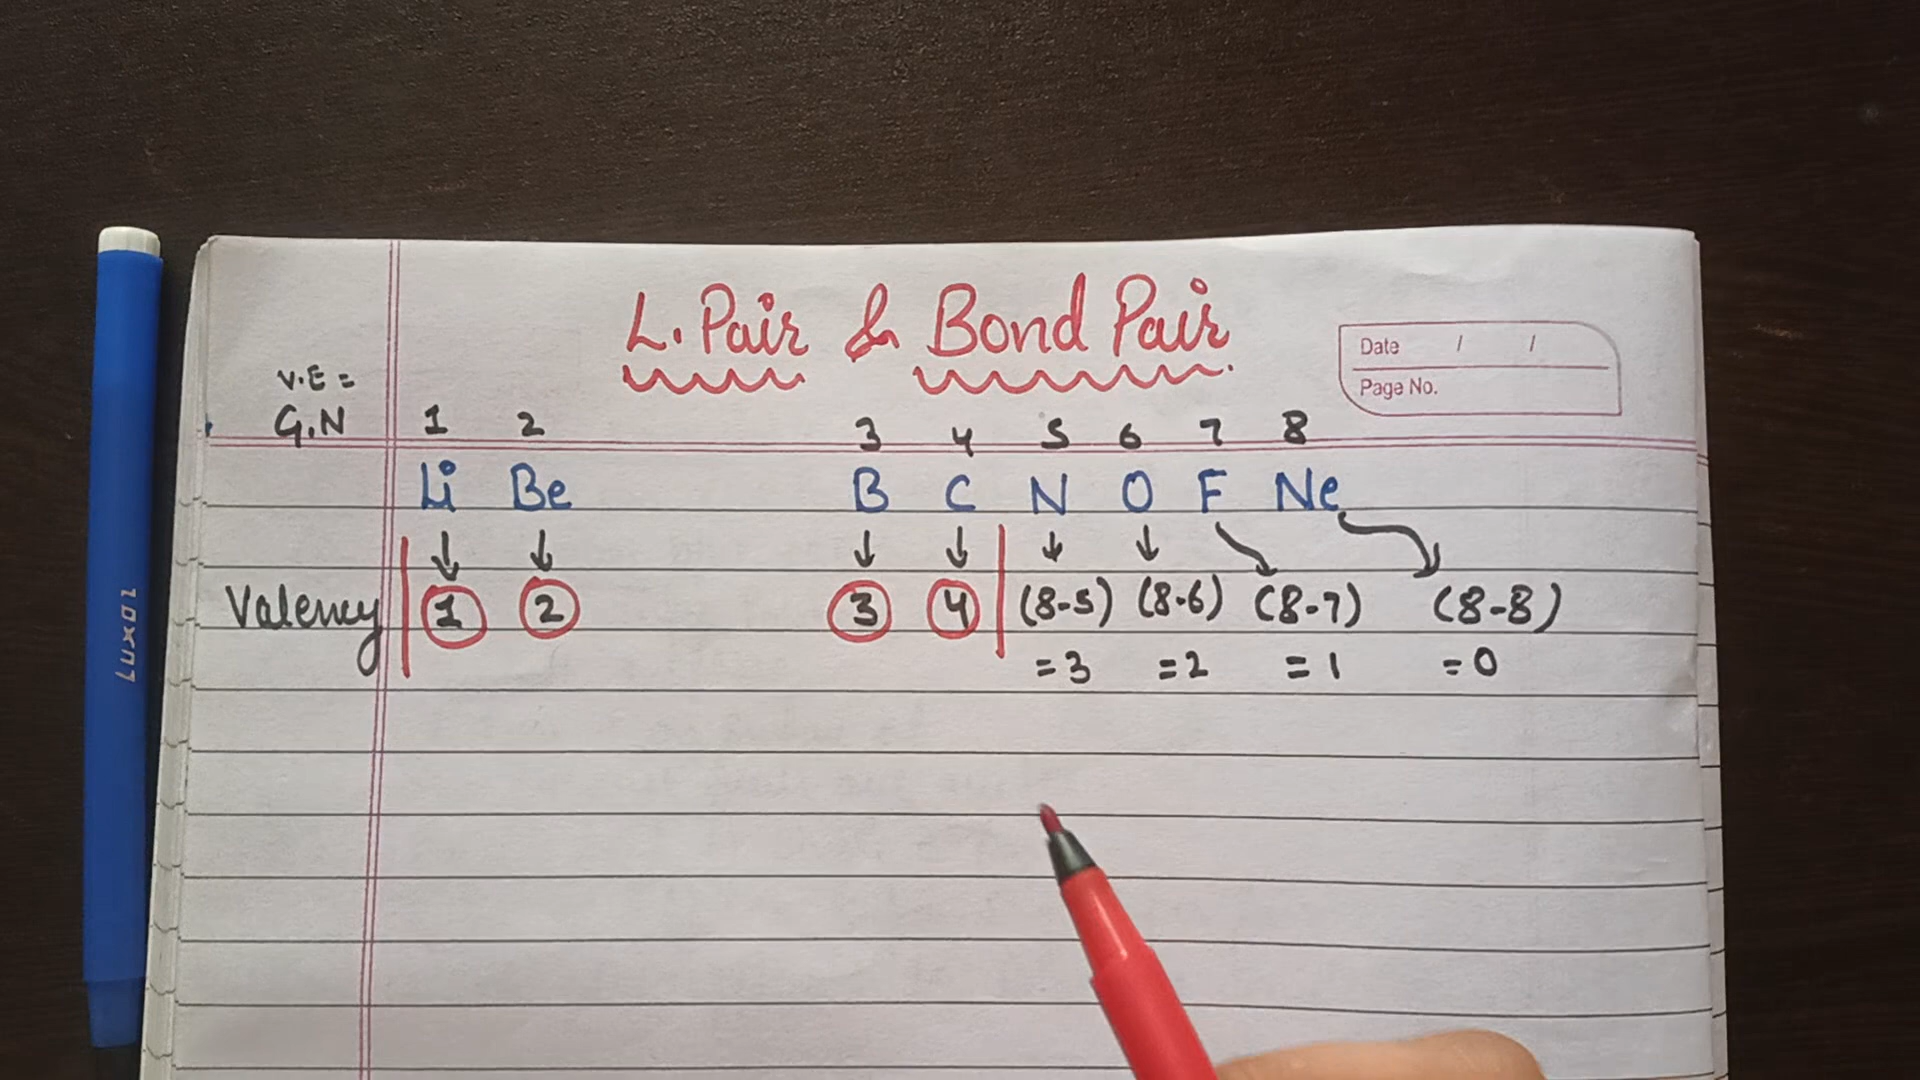 L. Pair & Bond Pair
Date / /
Page No.
V.E =
G.N 1 2 3 4 5 6 7 8
Li Be B C N O F Ne
Valency 1 2 3 4 (8-5) (8-6) (8-7) (8-8)
=3 =2 =1 =0
LUXOR